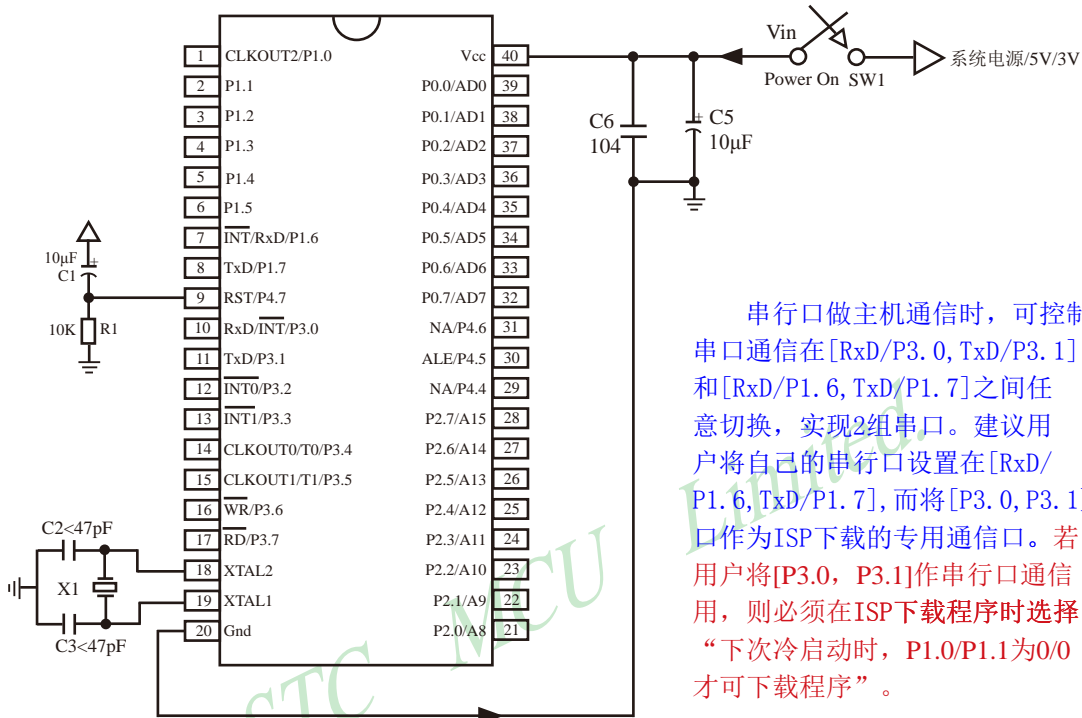 Vin
系统电源/5V/3V
Power On SW1
1 CLKOUT2/P1.0 Vcc 40
2 P1.1 P0.0/AD0 39
3 P1.2 P0.1/AD1 38
4 P1.3 P0.2/AD2 37
5 P1.4 P0.3/AD3 36
6 P1.5 P0.4/AD4 35
7 INT/RxD/P1.6 P0.5/AD5 34
8 TxD/P1.7 P0.6/AD6 33
9 RST/P4.7 P0.7/AD7 32
10 RxD/INT/P3.0 NA/P4.6 31
11 TxD/P3.1 ALE/P4.5 30
12 INT0/P3.2 NA/P4.4 29
13 INT1/P3.3 P2.7/A15 28
14 CLKOUT0/T0/P3.4 P2.6/A14 27
15 CLKOUT1/T1/P3.5 P2.5/A13 26
16 WR/P3.6 P2.4/A12 25
17 RD/P3.7 P2.3/A11 24
18 XTAL2 P2.2/A10 23
19 XTAL1 P2.1/A9 22
20 Gnd P2.0/A8 21
C6
104
+ C5
10μF
10μF +
C1
10K R1
C2<47pF
X1
C3<47pF
串行口做主机通信时，可控制
串口通信在[RxD/P3.0,TxD/P3.1]
和[RxD/P1.6,TxD/P1.7]之间任
意切换，实现2组串口。建议用
户将自己的串行口设置在[RxD/
P1.6,TxD/P1.7],而将[P3.0,P3.1]
口作为ISP下载的专用通信口。若
用户将[P3.0，P3.1]作串行口通信
用，则必须在ISP下载程序时选择
“下次冷启动时，P1.0/P1.1为0/0
才可下载程序”。
STC MCU Limited.